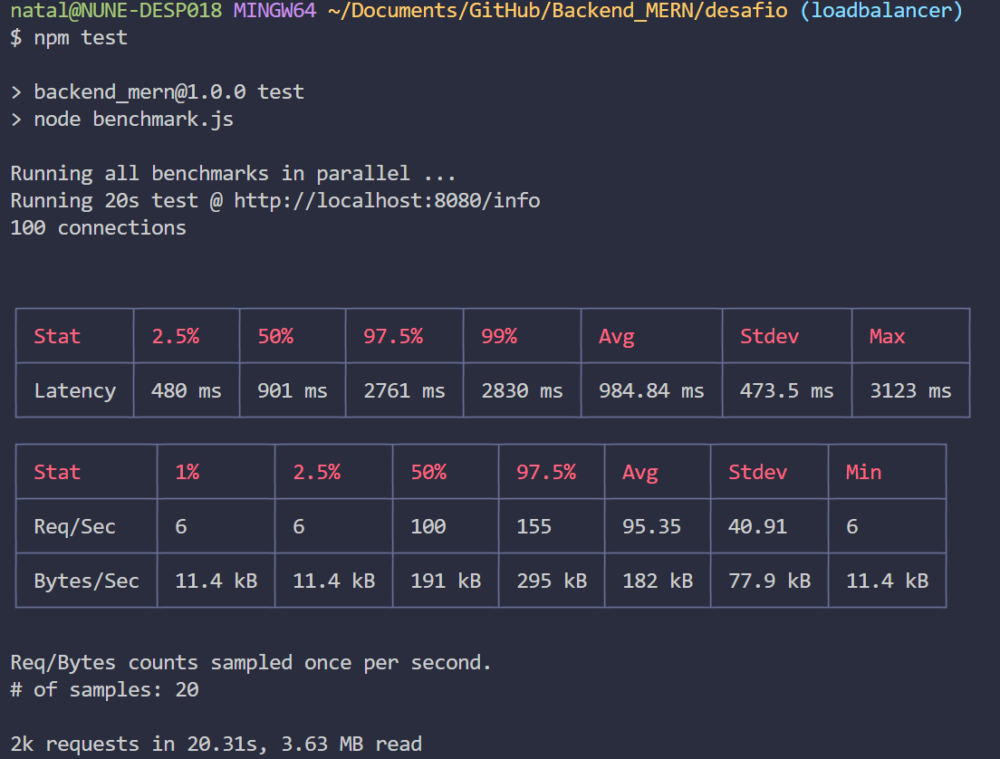 natal@NUNE-DESP018 MINGW64 ~/Documents/GitHub/Backend_MERN/desafio (loadbalancer)
$ npm test
> backend_mern@1.0.0 test
> node benchmark.js
Running all benchmarks in parallel ...
Running 20s test @ http://localhost:8080/info
100 connections
Stat 2.5% 50% 97.5% 99% Avg Stdev Max
Latency 480 ms 901 ms 2761 ms 2830 ms 984.84 ms 473.5 ms 3123 ms
Stat 1% 2.5% 50% 97.5% Avg Stdev Min
Req/Sec 6 6 100 155 95.35 40.91 6
Bytes/Sec 11.4 kB 11.4 kB 191 kB 295 kB 182 kB 77.9 kB 11.4 kB
Req/Bytes counts sampled once per second.
# of samples: 20
2k requests in 20.31s, 3.63 MB read